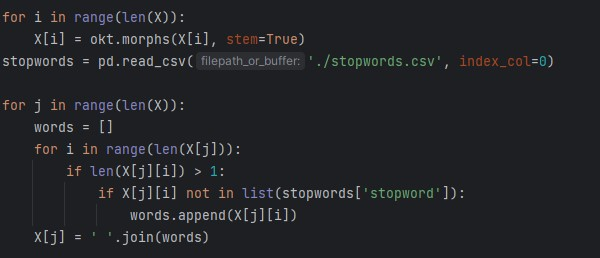 for i in range(len(X)):
    X[i] = okt.morphs(X[i], stem=True)
stopwords = pd.read_csv( filepath_or_buffer: './stopwords.csv', index_col=0)

for j in range(len(X)):
    words = []
    for i in range(len(X[j])):
        if len(X[j][i]) > 1:
            if X[j][i] not in list(stopwords['stopword']):
                words.append(X[j][i])
    X[j] = ' '.join(words)